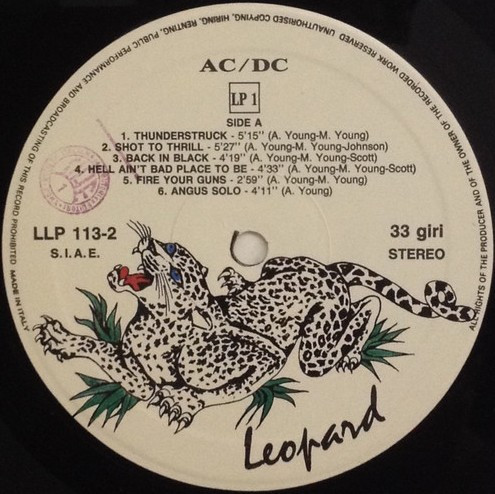 ALL RIGHTS OF THE PRODUCER AND OF THE OWNER OF THE RECORDED WORK RESERVED UNAUTHORISED COPYING, HIRING, RENTING, PUBLIC PERFORMANCE AND BROADCASTING OF THIS RECORD PROHIBITED MADE IN ITALY
AC/DC
LP 1
SIDE A
1. THUNDERSTRUCK - 5'15'' (A. Young-M. Young)
2. SHOT TO THRILL - 5'27'' (A. Young-M. Young-Johnson)
3. BACK IN BLACK - 4'19'' (A. Young-M. Young-Scott)
4. HELL AIN'T BAD PLACE TO BE - 4'33'' (A. Young-M. Young-Scott)
5. FIRE YOUR GUNS - 2'59'' (A. Young-M. Young)
6. ANGUS SOLO - 4'11'' (A. Young)
LLP 113-2
S.I.A.E.
33 giri
STEREO
Leopard